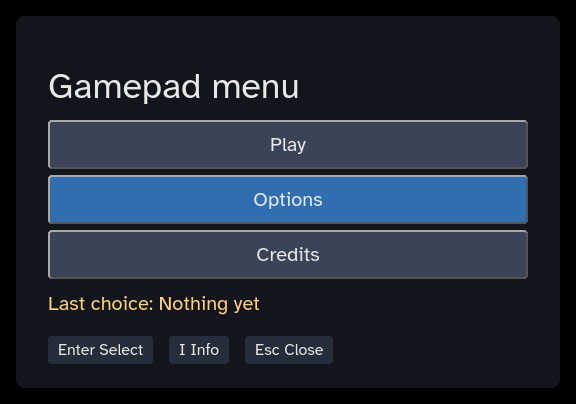 Gamepad menu
Play
Options
Credits
Last choice: Nothing yet
Enter Select I Info Esc Close